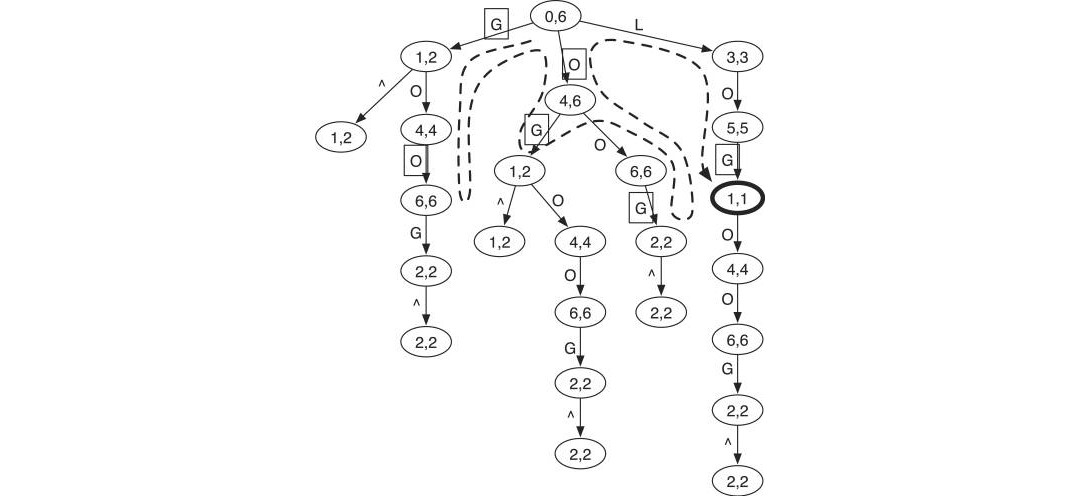 0,6
G L
1,2 O 3,3
^ O 4,6 O
1,2 4,4 G O 5,5
O 1,2 6,6 G
6,6 ^ O G 1,1
G 1,2 4,4 2,2 O
2,2 O ^ 4,4
^ 6,6 2,2 O
2,2 G 6,6
2,2 G
^ 2,2
2,2 ^
2,2